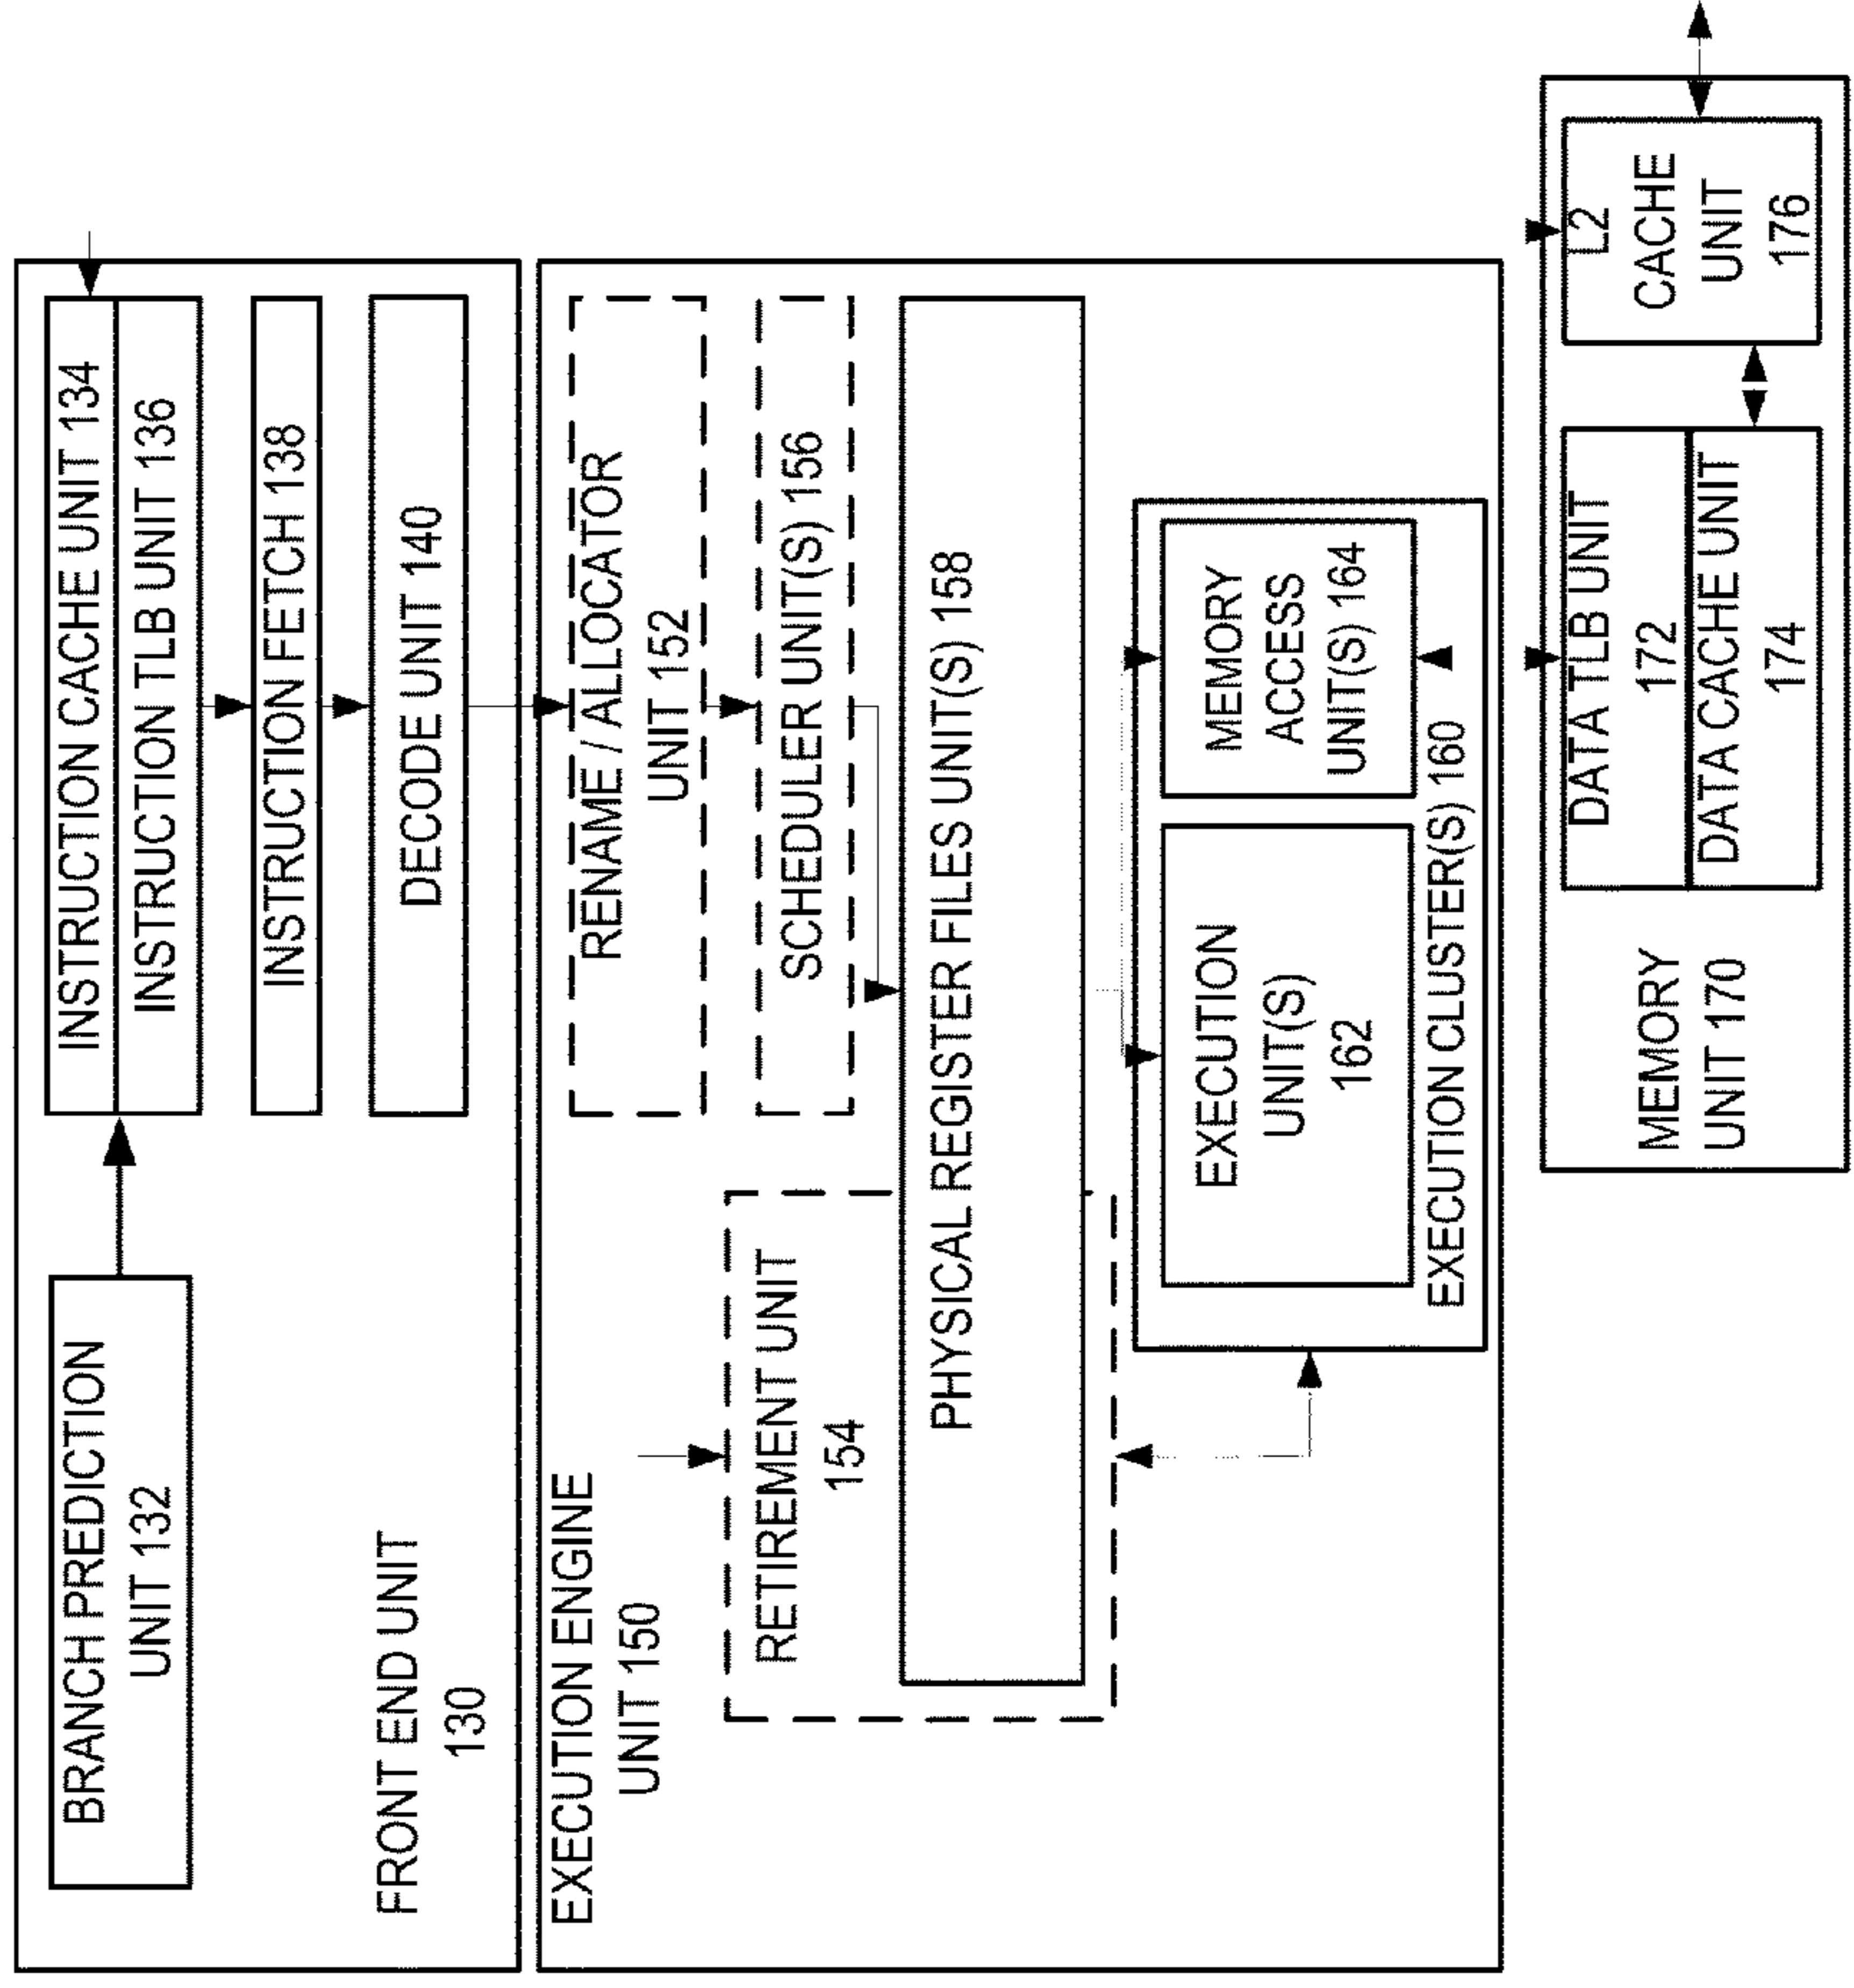 BRANCH PREDICTION
UNIT 132
INSTRUCTION CACHE UNIT 134
INSTRUCTION TLB UNIT 136
INSTRUCTION FETCH 138
DECODE UNIT 140
FRONT END UNIT
130
EXECUTION ENGINE
UNIT 150
RENAME / ALLOCATOR
UNIT 152
RETIREMENT UNIT
154
SCHEDULER UNIT(S) 156
PHYSICAL REGISTER FILES UNIT(S) 158
EXECUTION
UNIT(S)
162
MEMORY
ACCESS
UNIT(S) 164
EXECUTION CLUSTER(S) 160
MEMORY
UNIT 170
DATA TLB UNIT
172
DATA CACHE UNIT
174
L2
CACHE
UNIT
176